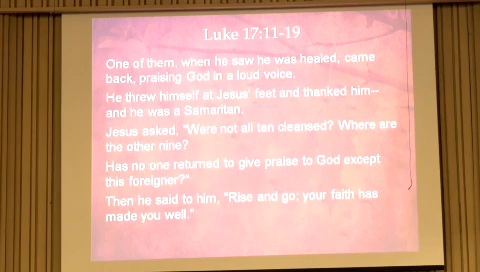 Luke 17:11-19
One of them, when he saw he was healed, came
back, praising God in a loud voice.
He threw himself at Jesus' feet and thanked him--
and he was a Samaritan.
Jesus asked, "Were not all ten cleansed? Where are
the other nine?
Has no one returned to give praise to God except
this foreigner?"
Then he said to him, "Rise and go; your faith has
made you well."